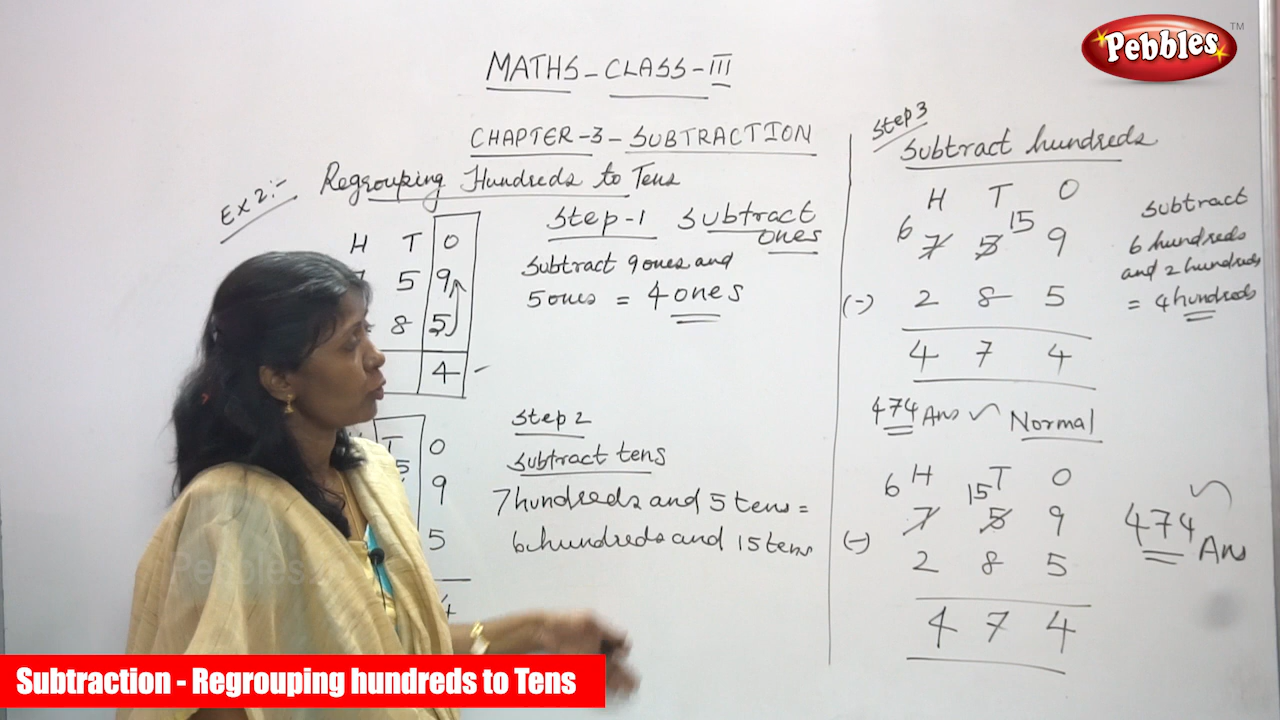 Pebbles™
MATHS - CLASS - III
CHAPTER - 3 - SUBTRACTION
Ex 2:-
Regrouping Hundreds to Tens
H T O
7 5 9
8 5
4
Step-1 Subtract ones
Subtract 9 ones and
5 ones = 4 ones
T O
5 9
5
4
Step 2
Subtract tens
7 hundreds and 5 tens =
6 hundreds and 15 tens
Step 3
Subtract hundreds
H T O
6 15
7 5 9
(-) 2 8 5
4 7 4
Subtract
6 hundreds
and 2 hundreds
= 4 hundreds
474 Ans
Normal
H T O
6 15
7 5 9
(-) 2 8 5
4 7 4
474
Ans
Pebbles
Subtraction - Regrouping hundreds to Tens